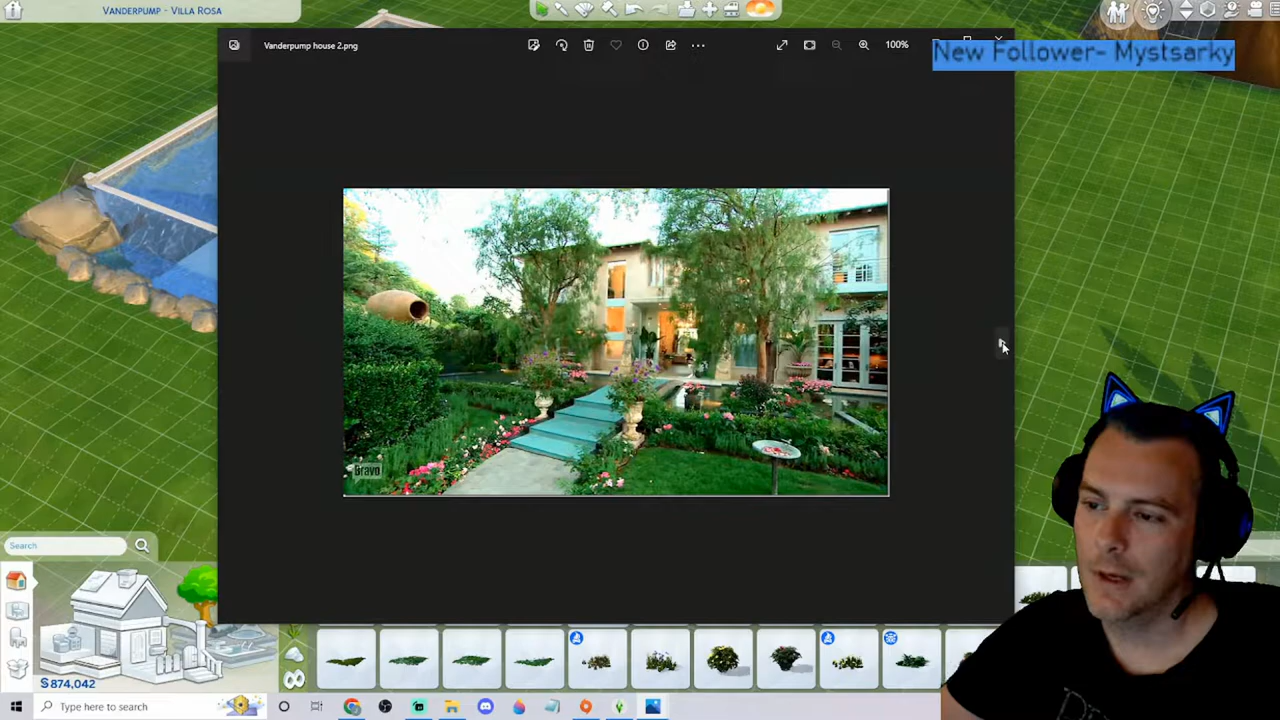 VANDERPUMP - VILLA ROSA
Vanderpump house 2.png
100%
New Follower- Mystsarky
Bravo
Search
$874,042
Type here to search